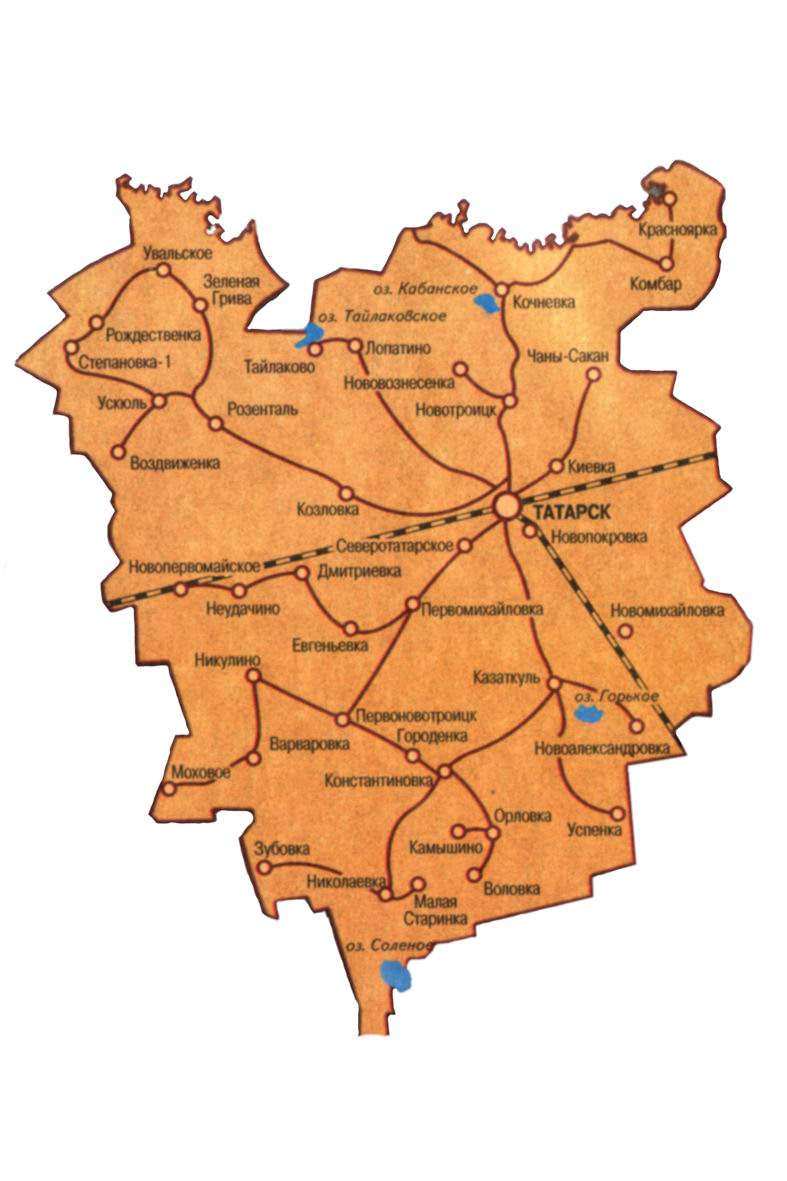 Красноярка
Увальское
Зеленая
Грива
Комбар
оз. Кабанское
Кочневка
оз. Тайлаковское
Рождественка
Лопатино
Чаны-Сакан
Степановка-1
Тайлаково
Нововознесенка
Ускюль
Розенталь
Новотроицк
Воздвиженка
Киевка
Козловка
ТАТАРСК
Новопокровка
Северотатарское
Новопервомайское
Дмитриевка
Неудачино
Первомихайловка
Новомихайловка
Евгеньевка
Никулино
Казаткуль
оз. Горькое
Первоновотроицк
Городенка
Варваровка
Новоалександровка
Моховое
Константиновка
Орловка
Успенка
Камышино
Зубовка
Николаевка
Воловка
Малая
Старинка
оз. Соленое